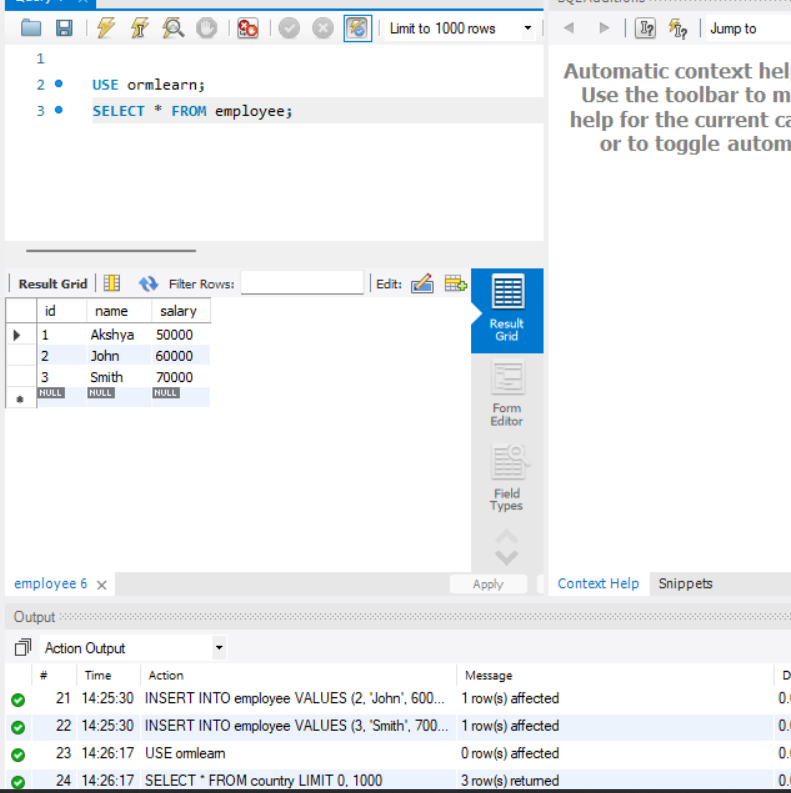 Limit to 1000 rows
Jump to
1
2 USE ormlearn;
3 SELECT * FROM employee;
Automatic context hel
Use the toolbar to m
help for the current ca
or to toggle autom
Result Grid Filter Rows: Edit:
id name salary
1 Akshya 50000
2 John 60000
3 Smith 70000
NULL NULL NULL
Result
Grid
Form
Editor
Field
Types
employee 6
Apply
Context Help Snippets
Output
Action Output
# Time Action Message D
21 14:25:30 INSERT INTO employee VALUES (2, 'John', 600... 1 row(s) affected 0.
22 14:25:30 INSERT INTO employee VALUES (3, 'Smith', 700... 1 row(s) affected 0.
23 14:26:17 USE ormlearn 0 row(s) affected 0.
24 14:26:17 SELECT * FROM country LIMIT 0, 1000 3 row(s) returned 0.